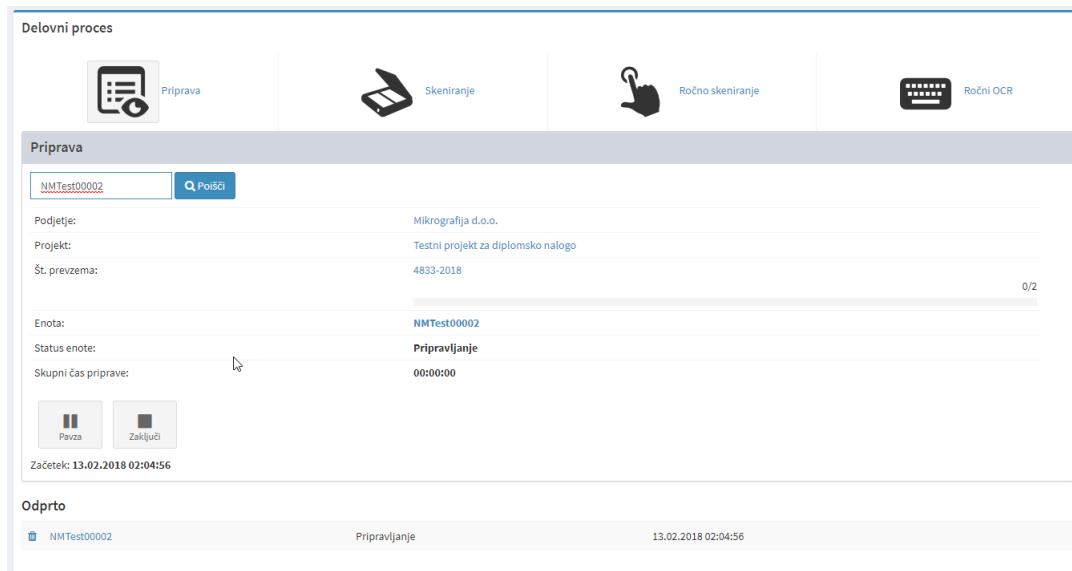 Delovni proces
Priprava
Skeniranje
Ročno skeniranje
Ročni OCR
Priprava
NMTest00002 Poišči
Podjetje: Mikrografija d.o.o.
Projekt: Testni projekt za diplomsko nalogo
Št. prevzema: 4833-2018
0/2
Enota: NMTest00002
Status enote: Pripravljanje
Skupni čas priprave: 00:00:00
Pavza Zaključi
Začetek: 13.02.2018 02:04:56
Odprto
NMTest00002 Pripravljanje 13.02.2018 02:04:56